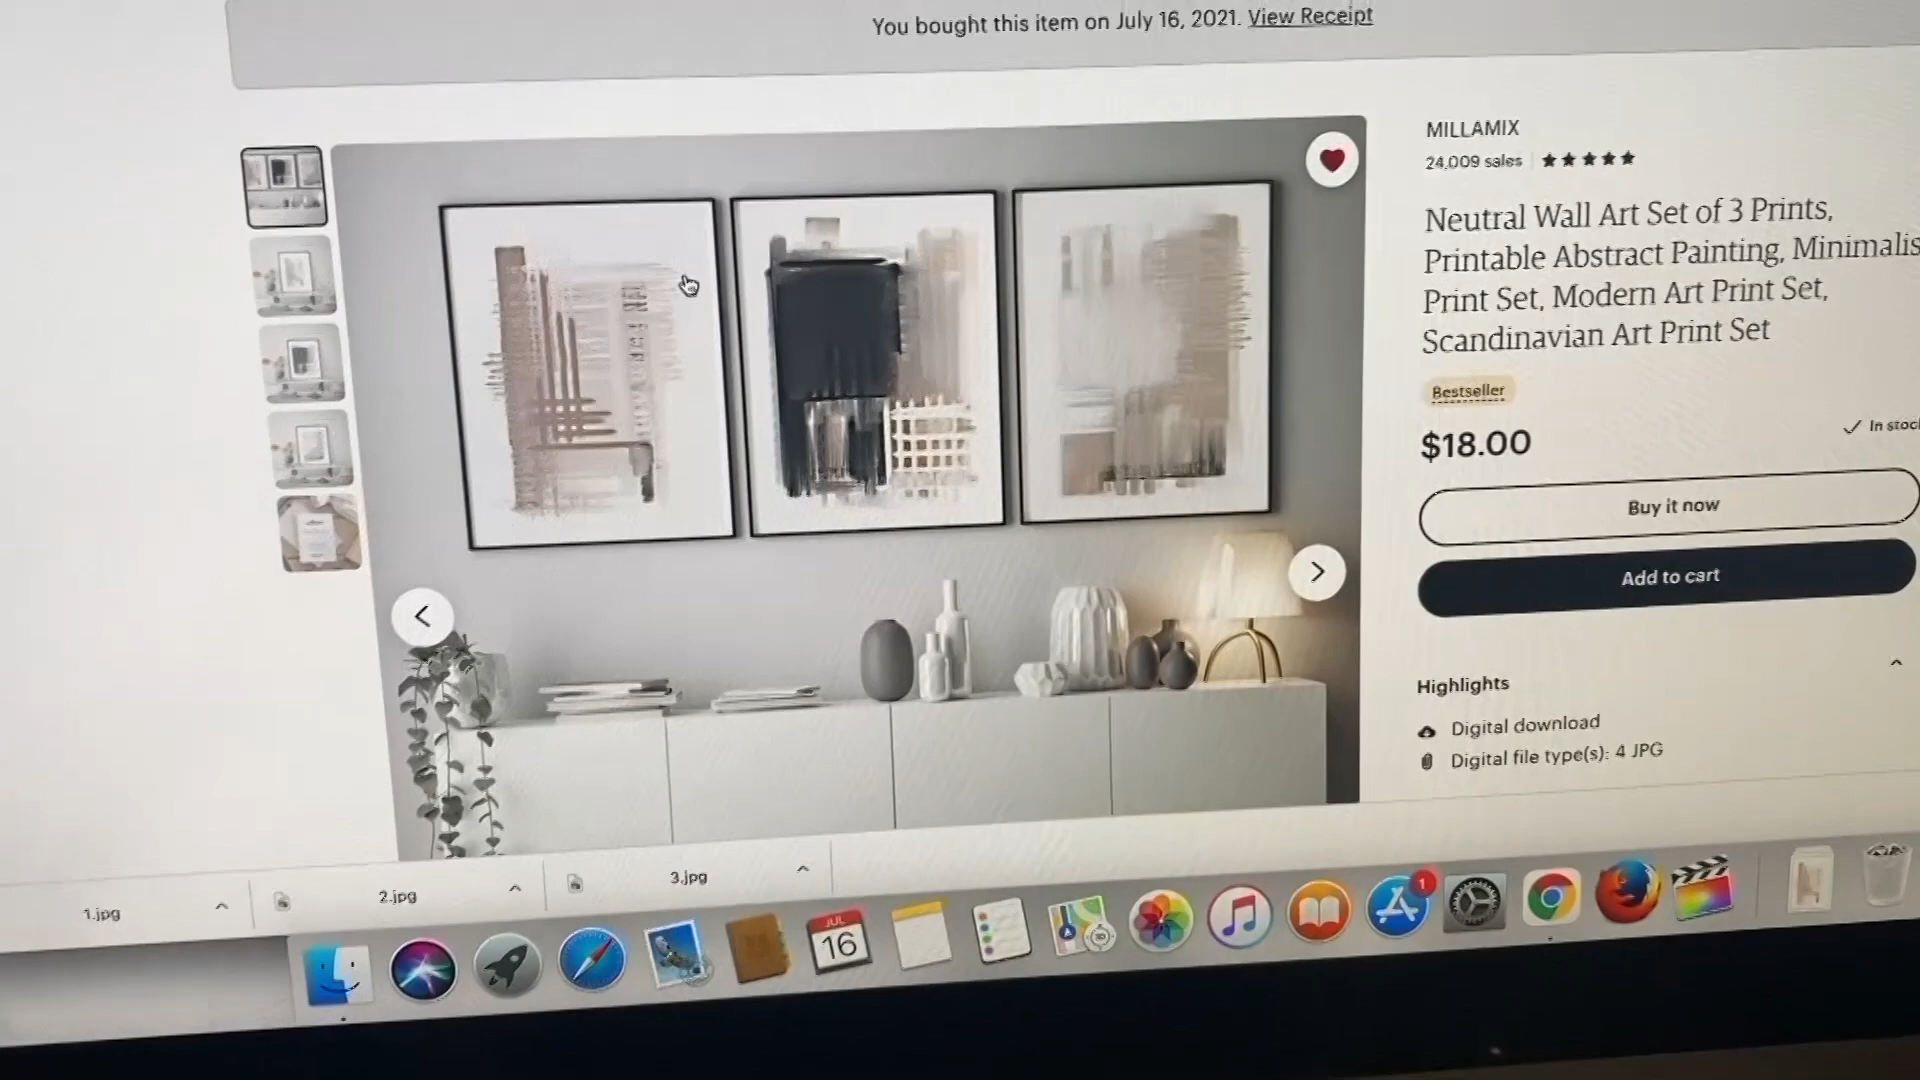 You bought this item on July 16, 2021. View Receipt
MILLAMIX
24,009 sales
Neutral Wall Art Set of 3 Prints,
Printable Abstract Painting, Minimalis
Print Set, Modern Art Print Set,
Scandinavian Art Print Set
Bestseller
$18.00
In stoc
Buy it now
Add to cart
Highlights
Digital download
Digital file type(s): 4 JPG
1.jpg
2.jpg
3.jpg
JUL
16
1